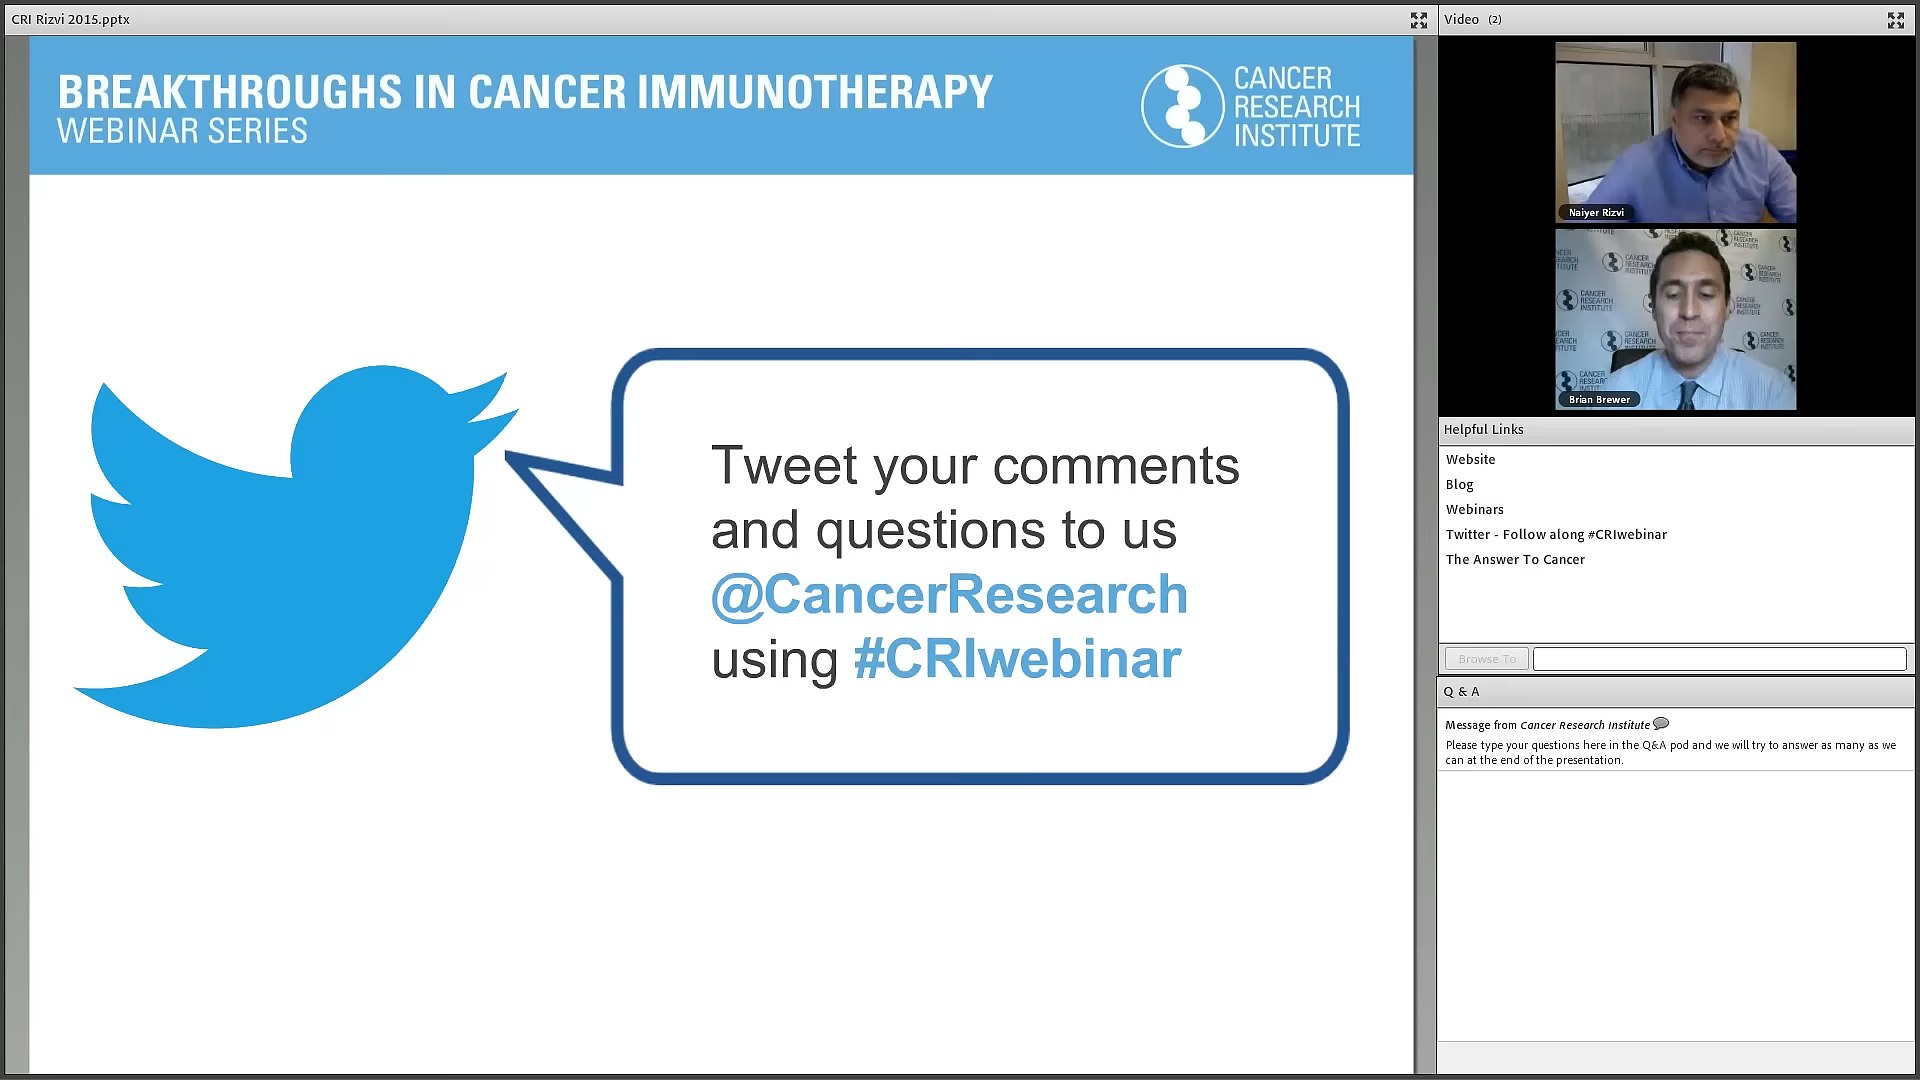 CRI Rizvi 2015.pptx
BREAKTHROUGHS IN CANCER IMMUNOTHERAPY
WEBINAR SERIES
CANCER
RESEARCH
INSTITUTE
Tweet your comments
and questions to us
@CancerResearch
using #CRIwebinar
Video (2)
Naiyer Rizvi
CANCER
RESEARCH
INSTITUTE
Brian Brewer
Helpful Links
Website
Blog
Webinars
Twitter - Follow along #CRIwebinar
The Answer To Cancer
Browse To
Q & A
Message from Cancer Research Institute
Please type your questions here in the Q&A pod and we will try to answer as many as we
can at the end of the presentation.